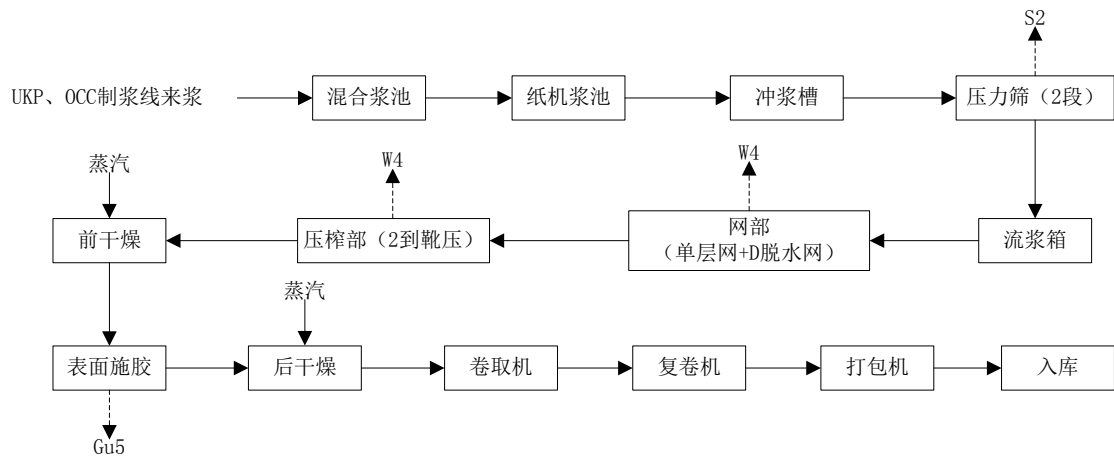 S2
UKP、OCC制浆线来浆
混合浆池
纸机浆池
冲浆槽
压力筛（2段）
蒸汽
W4
W4
前干燥
压榨部（2到靴压）
网部
（单层网+D脱水网）
流浆箱
蒸汽
表面施胶
后干燥
卷取机
复卷机
打包机
入库
Gu5